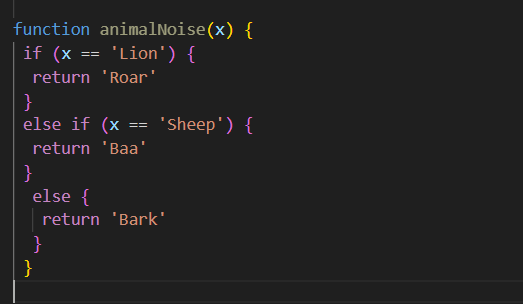 function animalNoise(x) {
 if (x == 'Lion') {
  return 'Roar'
 }
 else if (x == 'Sheep') {
  return 'Baa'
 }
  else {
   return 'Bark'
  }
 }